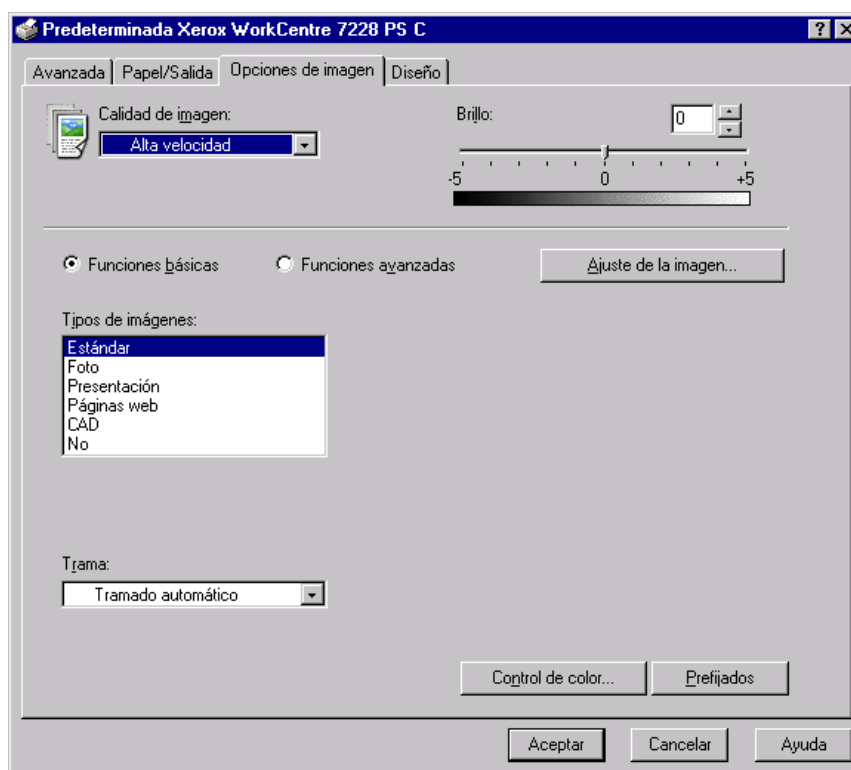 Predeterminada Xerox WorkCentre 7228 PS C
Avanzada Papel/Salida Opciones de imagen Diseño
Calidad de imagen:
Alta velocidad
Brillo:
0
-5 0 +5
Funciones básicas Funciones avanzadas Ajuste de la imagen...
Tipos de imágenes:
Estándar
Foto
Presentación
Páginas web
CAD
No
Trama:
Tramado automático
Control de color... Prefijados
Aceptar Cancelar Ayuda